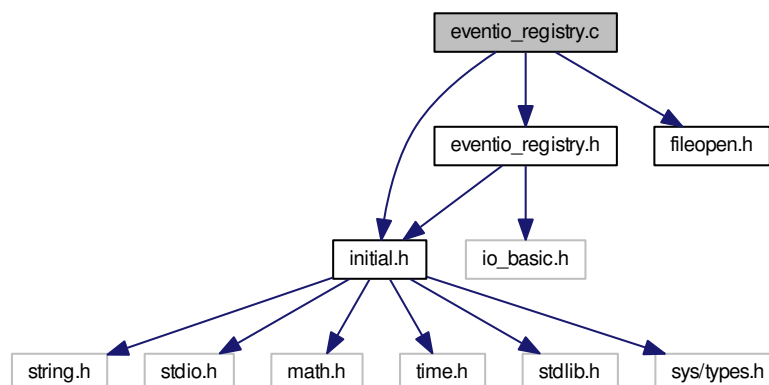 eventio_registry.c
eventio_registry.h
fileopen.h
initial.h
io_basic.h
string.h
stdio.h
math.h
time.h
stdlib.h
sys/types.h